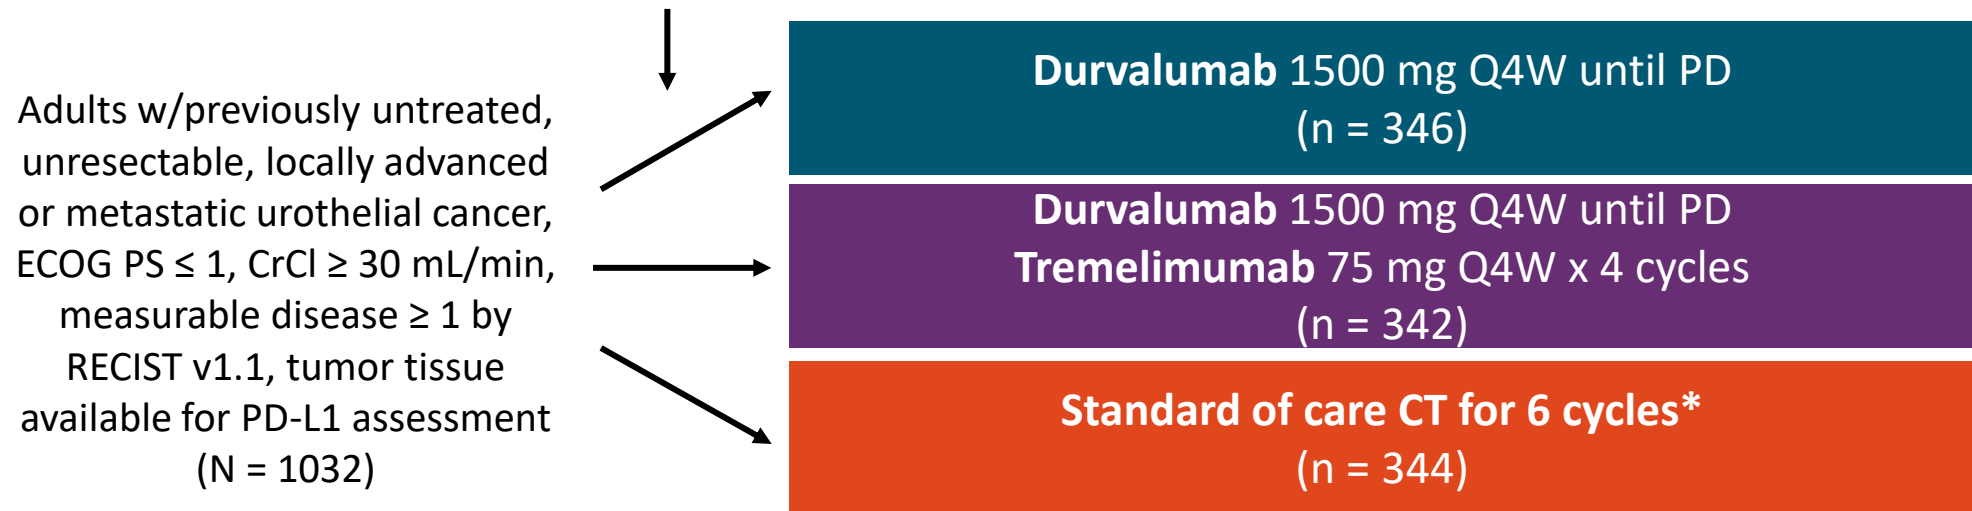 Adults w/previously untreated,
unresectable, locally advanced
or metastatic urothelial cancer,
ECOG PS ≤ 1, CrCl ≥ 30 mL/min,
measurable disease ≥ 1 by
RECIST v1.1, tumor tissue
available for PD-L1 assessment
(N = 1032)
Durvalumab 1500 mg Q4W until PD
(n = 346)
Durvalumab 1500 mg Q4W until PD
Tremelimumab 75 mg Q4W x 4 cycles
(n = 342)
Standard of care CT for 6 cycles*
(n = 344)